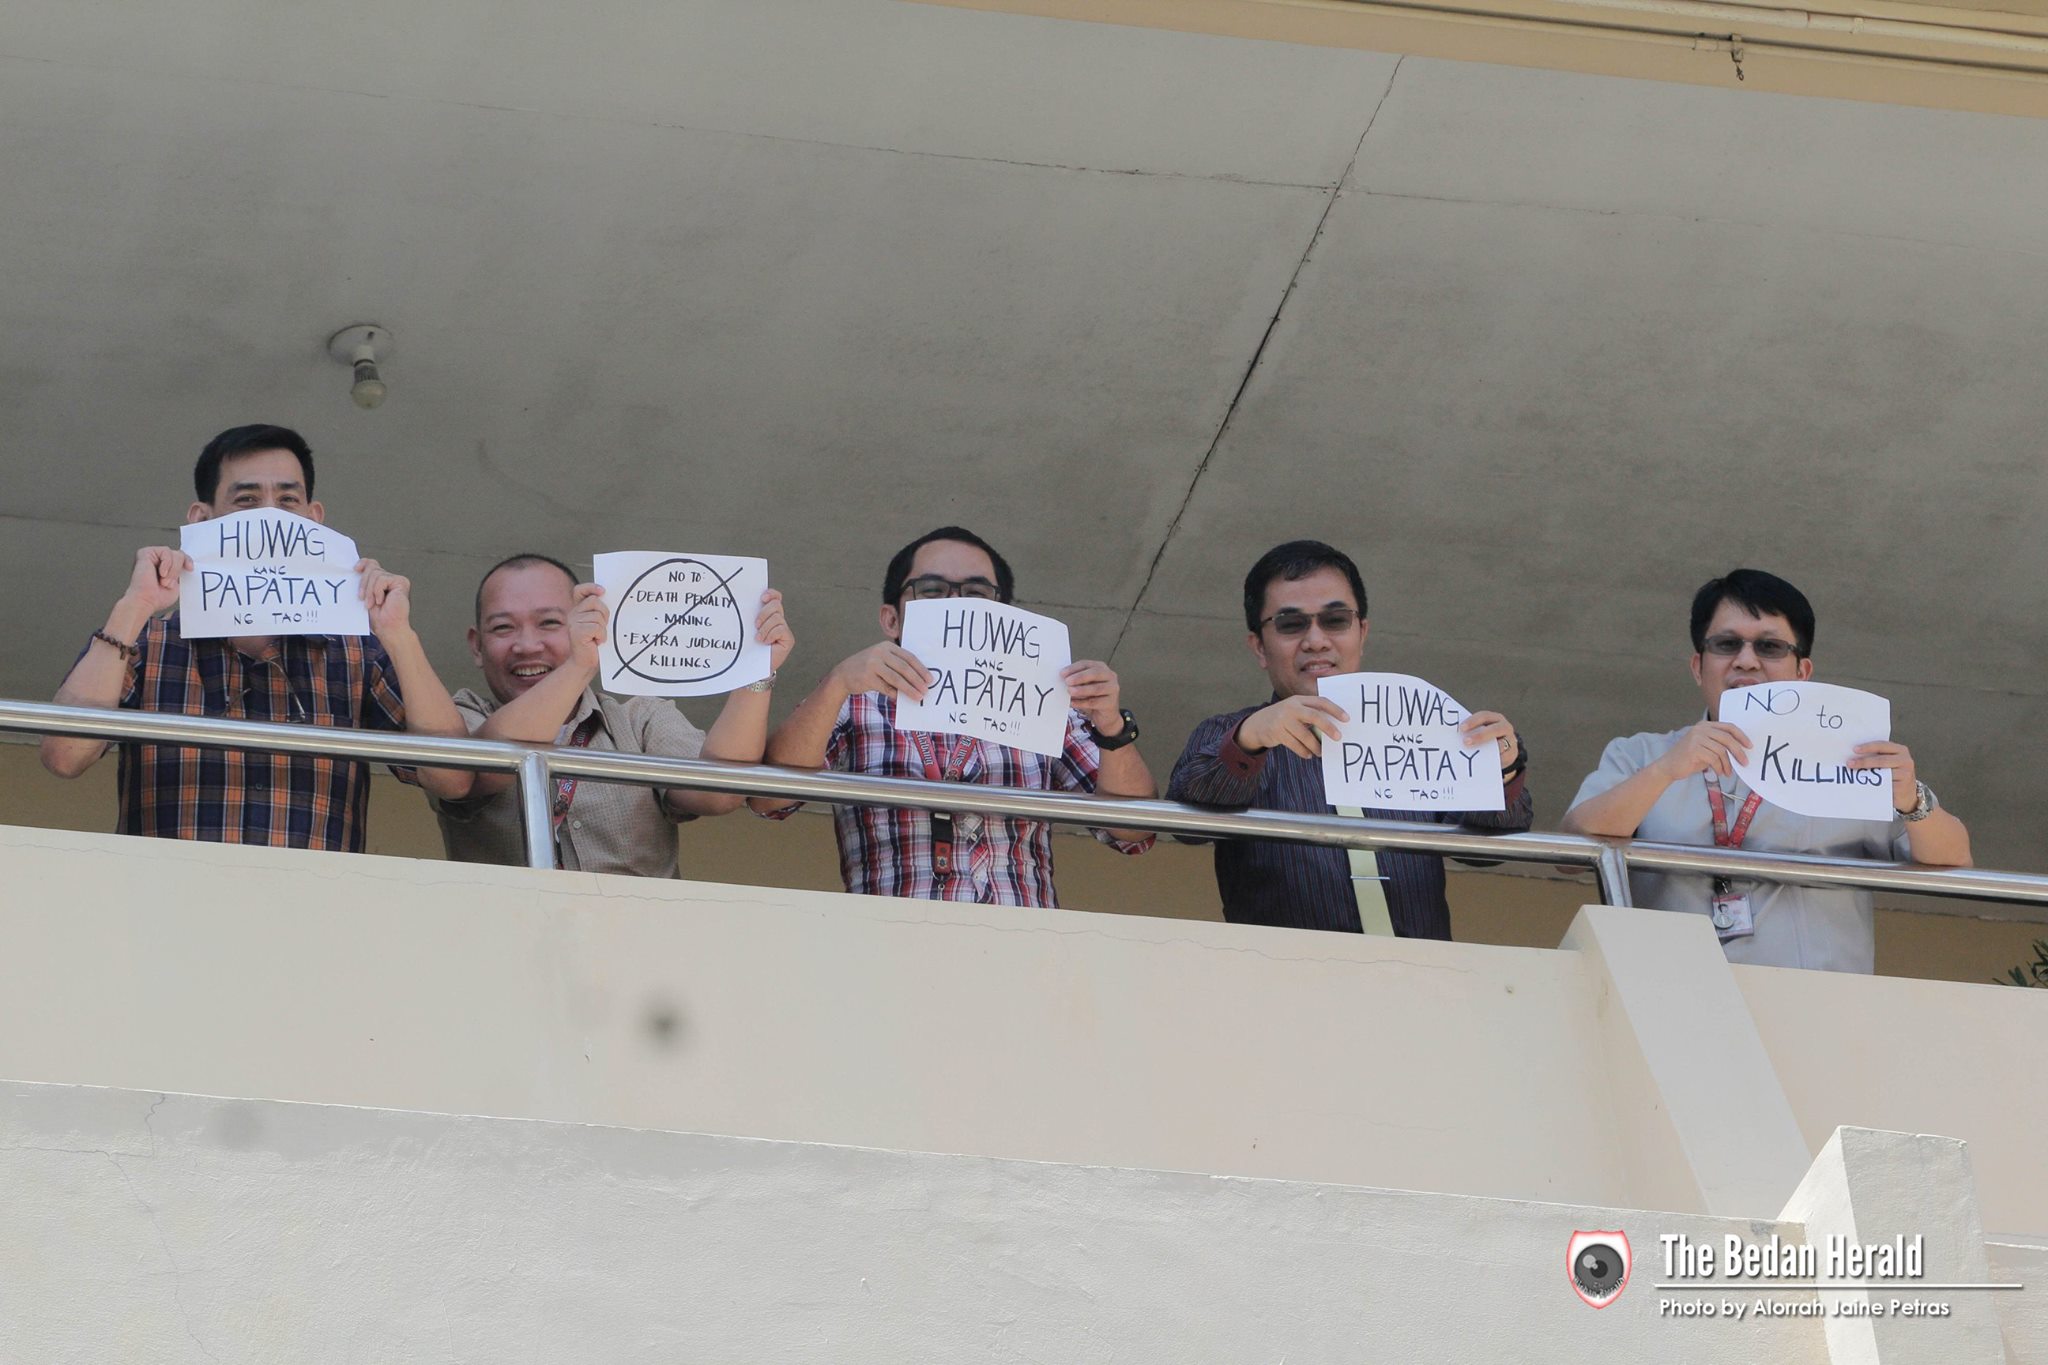 HUWAG
KANG
PAPATAY
NG TAO!!!
NO TO:
- DEATH PENALTY
- MINING
- EXTRA JUDICIAL
KILLINGS
HUWAG
KANG
PAPATAY
NG TAO!!!
HUWAG
KANG
PAPATAY
NG TAO!!!
NO to
KILLINGS
The Bedan Herald
Photo by Alorrah Jaine Petras